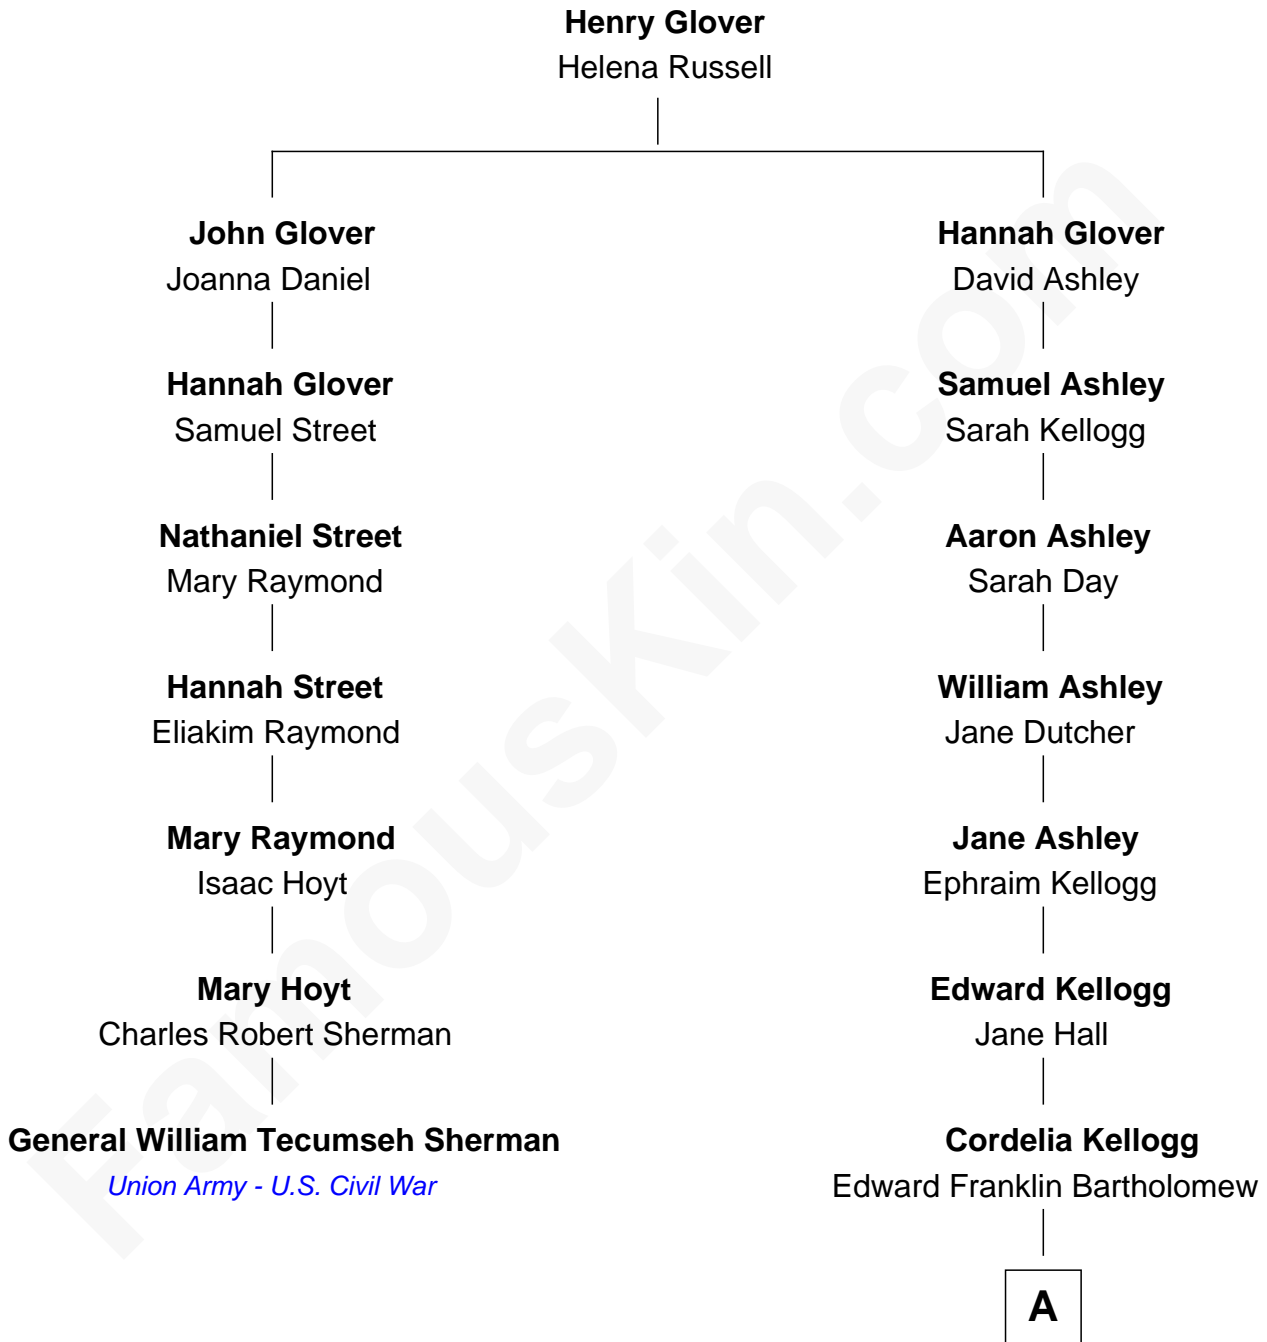 Henry Glover
Helena Russell
John Glover
Joanna Daniel
Hannah Glover
David Ashley
Hannah Glover
Samuel Street
Samuel Ashley
Sarah Kellogg
Nathaniel Street
Mary Raymond
Aaron Ashley
Sarah Day
Hannah Street
Eliakim Raymond
William Ashley
Jane Dutcher
Mary Raymond
Isaac Hoyt
Jane Ashley
Ephraim Kellogg
Mary Hoyt
Charles Robert Sherman
Edward Kellogg
Jane Hall
General William Tecumseh Sherman
Union Army - U.S. Civil War
Cordelia Kellogg
Edward Franklin Bartholomew
A
FamousKin.com